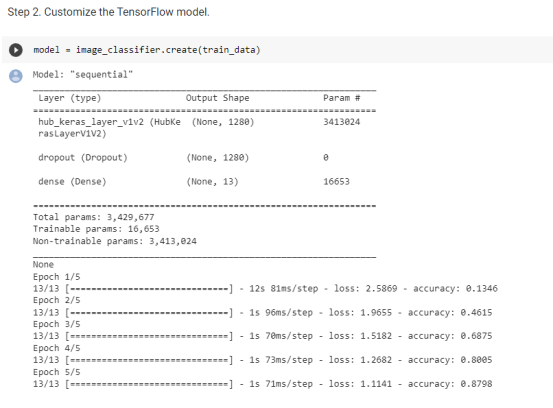 Step 2. Customize the TensorFlow model.
model = image_classifier.create(train_data)
Model: "sequential"
_________________________________________________________________
Layer (type) Output Shape Param #
=================================================================
hub_keras_layer_v1v2 (HubKe (None, 1280) 3413024
rasLayerV1V2)
dropout (Dropout) (None, 1280) 0
dense (Dense) (None, 13) 16653
=================================================================
Total params: 3,429,677
Trainable params: 16,653
Non-trainable params: 3,413,024
_________________________________________________________________
None
Epoch 1/5
13/13 [==============================] - 12s 81ms/step - loss: 2.5869 - accuracy: 0.1346
Epoch 2/5
13/13 [==============================] - 1s 96ms/step - loss: 1.9655 - accuracy: 0.4615
Epoch 3/5
13/13 [==============================] - 1s 70ms/step - loss: 1.5182 - accuracy: 0.6875
Epoch 4/5
13/13 [==============================] - 1s 73ms/step - loss: 1.2682 - accuracy: 0.8005
Epoch 5/5
13/13 [==============================] - 1s 71ms/step - loss: 1.1141 - accuracy: 0.8798